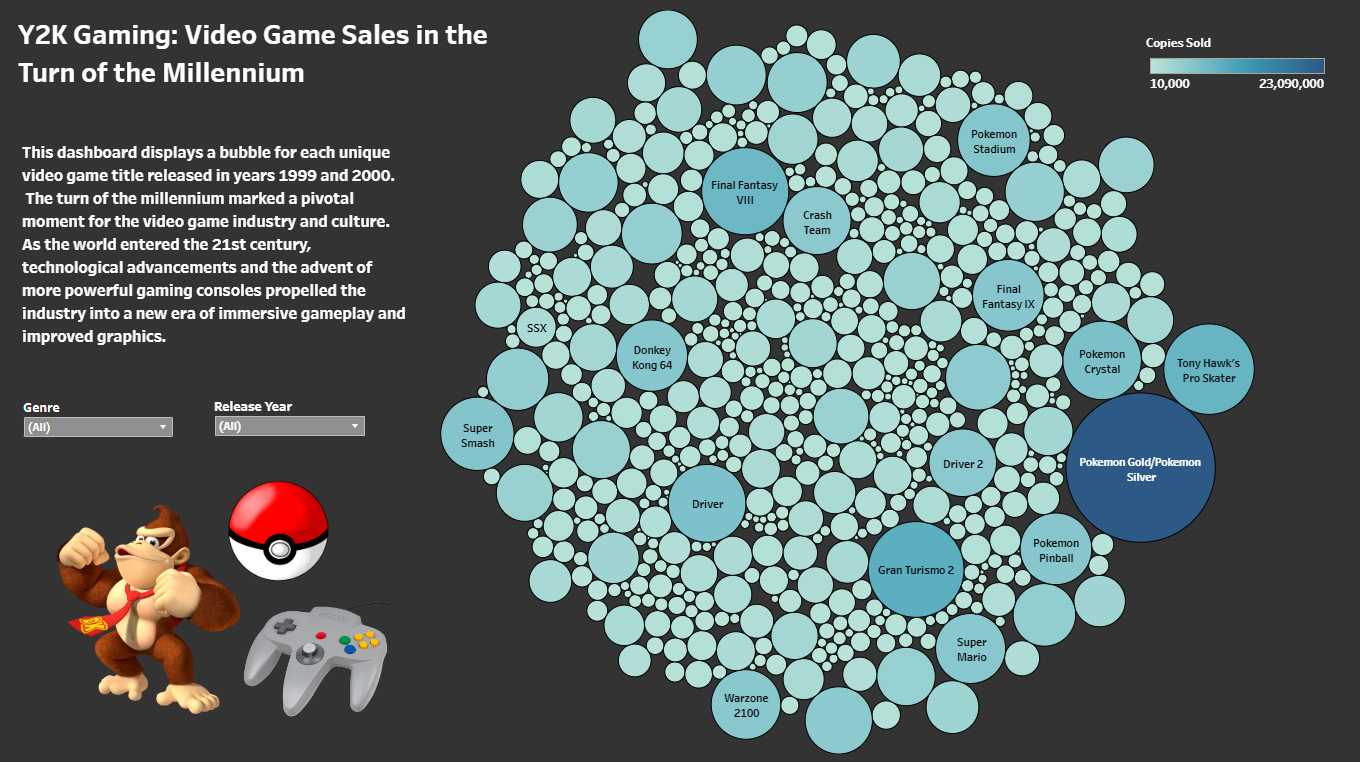 Y2K Gaming: Video Game Sales in the
Turn of the Millennium
This dashboard displays a bubble for each unique
video game title released in years 1999 and 2000.
The turn of the millennium marked a pivotal
moment for the video game industry and culture.
As the world entered the 21st century,
technological advancements and the advent of
more powerful gaming consoles propelled the
industry into a new era of immersive gameplay and
improved graphics.
Genre
(All)
Release Year
(All)
Copies Sold
10,000
23,090,000
Pokemon
Stadium
Final Fantasy
VIII
Crash
Team
Final
Fantasy IX
SSX
Donkey
Kong 64
Pokemon
Crystal
Tony Hawk's
Pro Skater
Super
Smash
Driver 2
Pokemon Gold/Pokemon
Silver
Driver
Pokemon
Pinball
Gran Turismo 2
Super
Mario
Warzone
2100